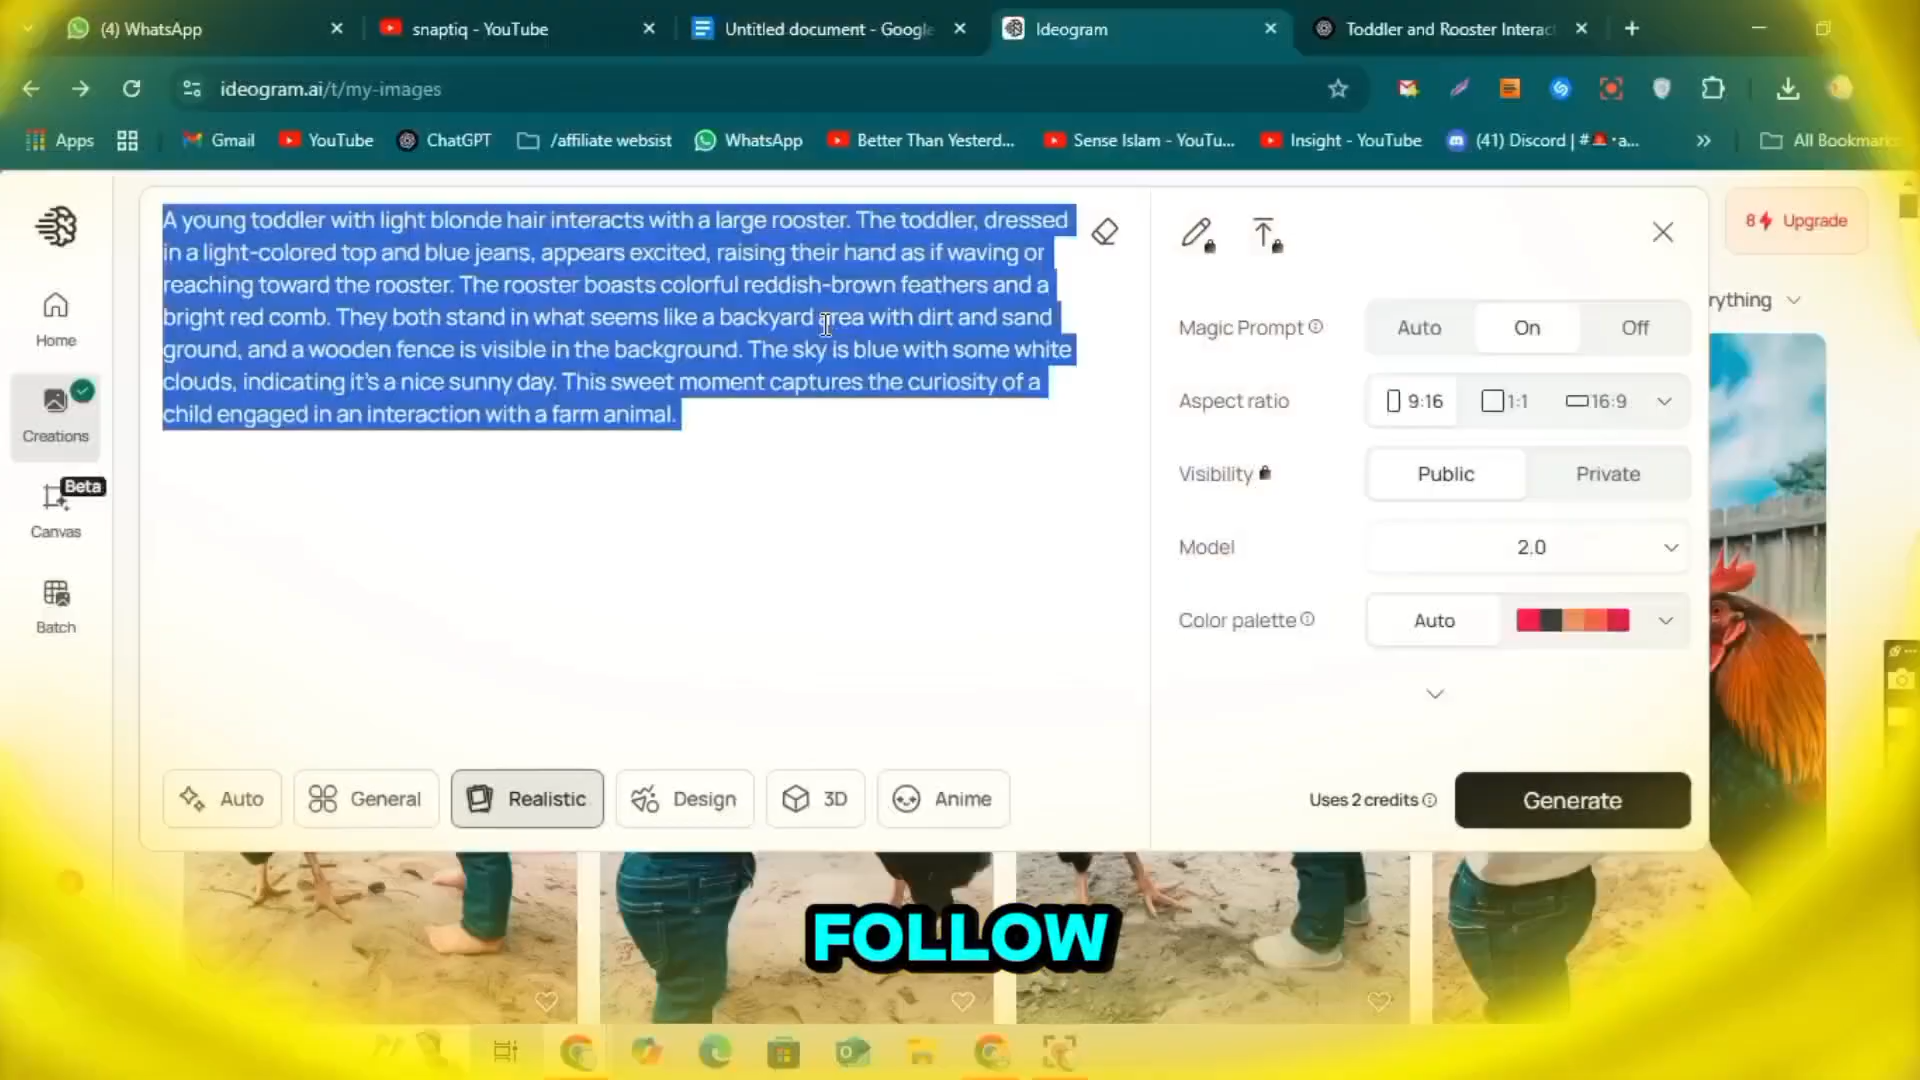 (4) WhatsApp
snaptiq - YouTube
Untitled document - Google
Ideogram
Toddler and Rooster Interac
ideogram.ai/t/my-images
Apps
Gmail
YouTube
ChatGPT
/affiliate websist
WhatsApp
Better Than Yesterd...
Sense Islam - YouTu...
Insight - YouTube
(41) Discord | #🚨・a...
All Bookmarks
A young toddler with light blonde hair interacts with a large rooster. The toddler, dressed
in a light-colored top and blue jeans, appears excited, raising their hand as if waving or
reaching toward the rooster. The rooster boasts colorful reddish-brown feathers and a
bright red comb. They both stand in what seems like a backyard area with dirt and sand
ground, and a wooden fence is visible in the background. The sky is blue with some white
clouds, indicating it's a nice sunny day. This sweet moment captures the curiosity of a
child engaged in an interaction with a farm animal.
8 Upgrade
rything
Home
Creations
Beta
Canvas
Batch
Magic Prompt
Auto
On
Off
Aspect ratio
9:16
1:1
16:9
Visibility
Public
Private
Model
2.0
Color palette
Auto
Auto
General
Realistic
Design
3D
Anime
Uses 2 credits
Generate
FOLLOW